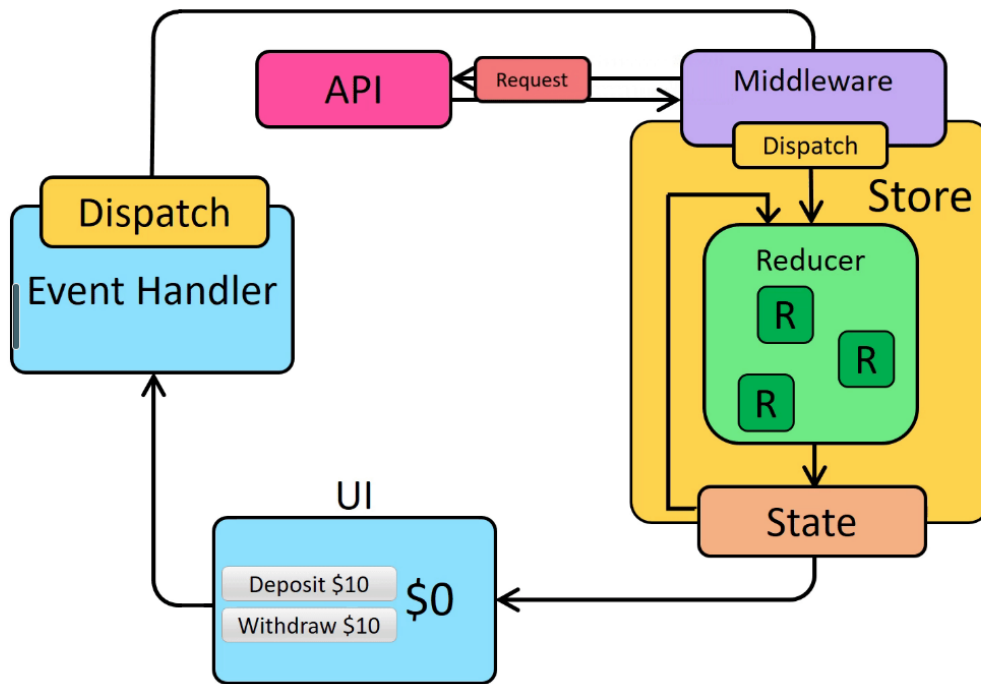 API
Request
Middleware
Dispatch
Store
Dispatch
Event Handler
Reducer
R
R
R
State
UI
Deposit $10
$0
Withdraw $10